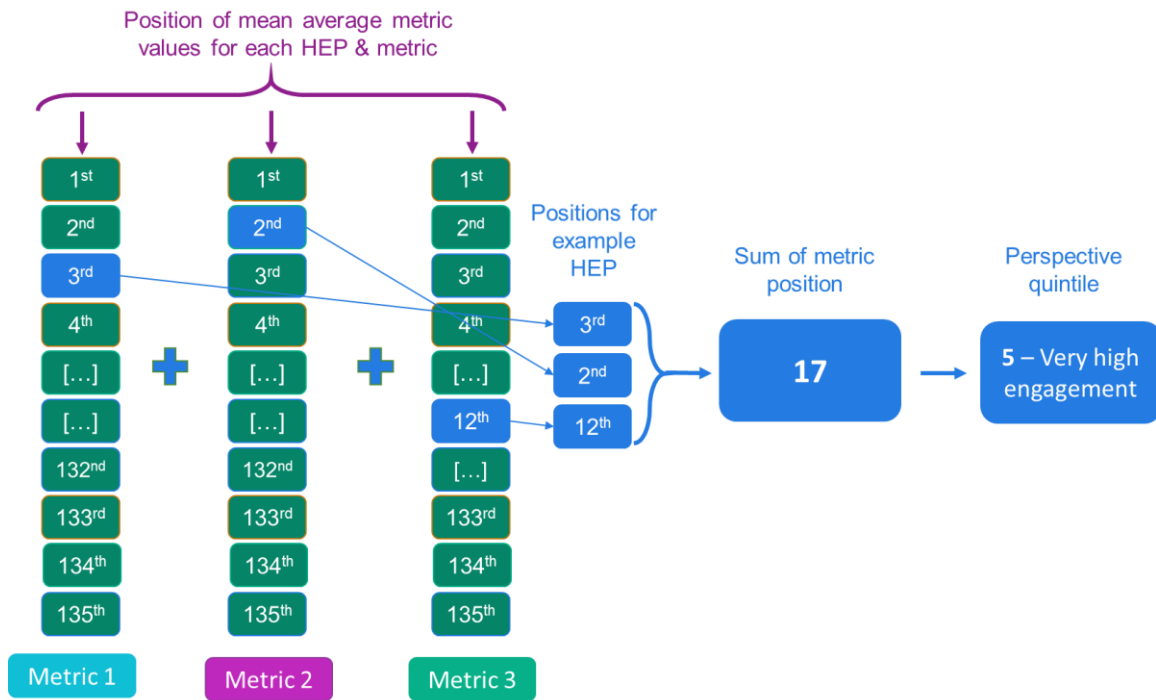 Position of mean average metric
values for each HEP & metric
1st
2nd
3rd
4th
[…]
[…]
132nd
133rd
134th
135th
Metric 1
1st
2nd
3rd
4th
[…]
[…]
132nd
133rd
134th
135th
Metric 2
1st
2nd
3rd
4th
[…]
12th
[…]
133rd
134th
135th
Metric 3
Positions for
example
HEP
3rd
2nd
12th
Sum of metric
position
17
Perspective
quintile
5 – Very high
engagement